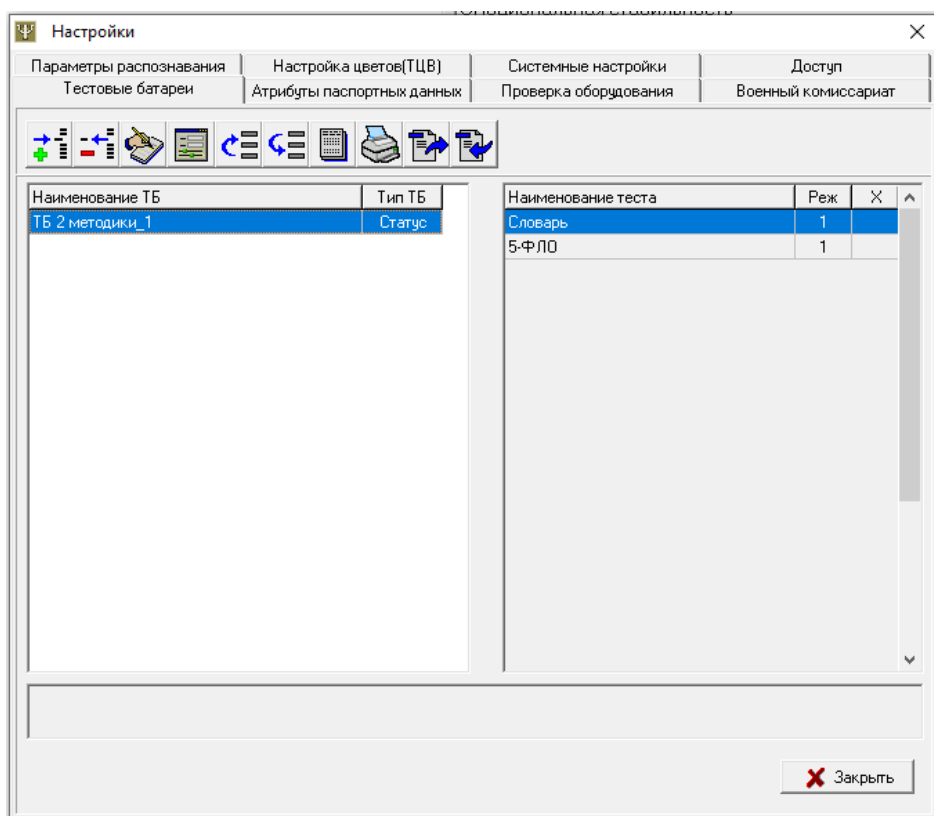 Настройки
Параметры распознавания Настройка цветов(ТЦВ) Системные настройки Доступ
Тестовые батареи Атрибуты паспортных данных Проверка оборудования Военный комиссариат
Наименование ТБ Тип ТБ
ТБ 2 методики_1 Статус
Наименование теста Реж X
Словарь 1
5-ФЛО 1
Закрыть